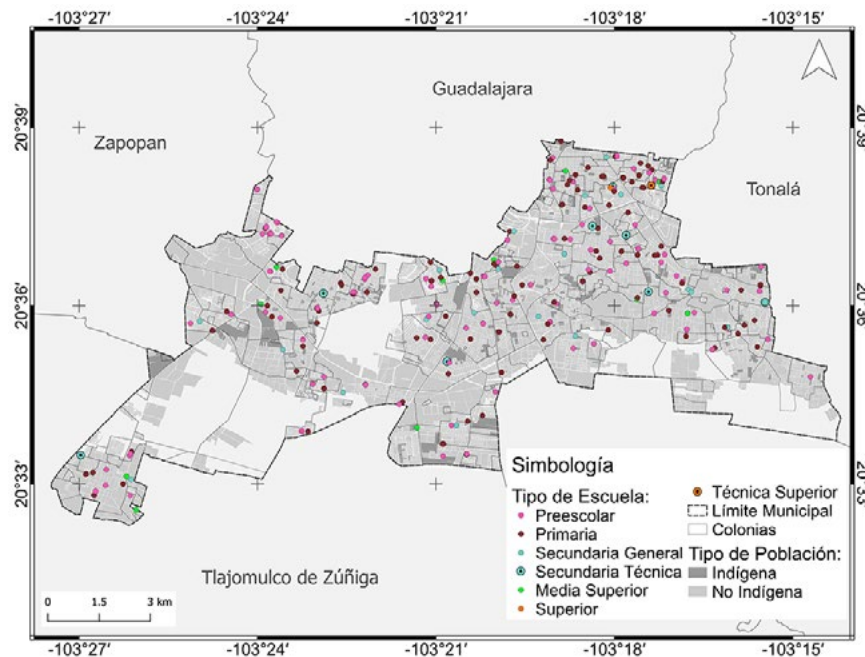 -103°27' -103°24' -103°21' -103°18' -103°15'
20°39' 20°39'
Guadalajara
Zapopan
Tonalá
20°36' 20°36'
20°33' 20°33'
Tlajomulco de Zúñiga
0 1.5 3 km
Simbología
Tipo de Escuela:
Preescolar
Primaria
Secundaria General
Secundaria Técnica
Media Superior
Superior
Técnica Superior
Límite Municipal
Colonias
Tipo de Población:
Indígena
No Indígena
-103°27' -103°24' -103°21' -103°18' -103°15'